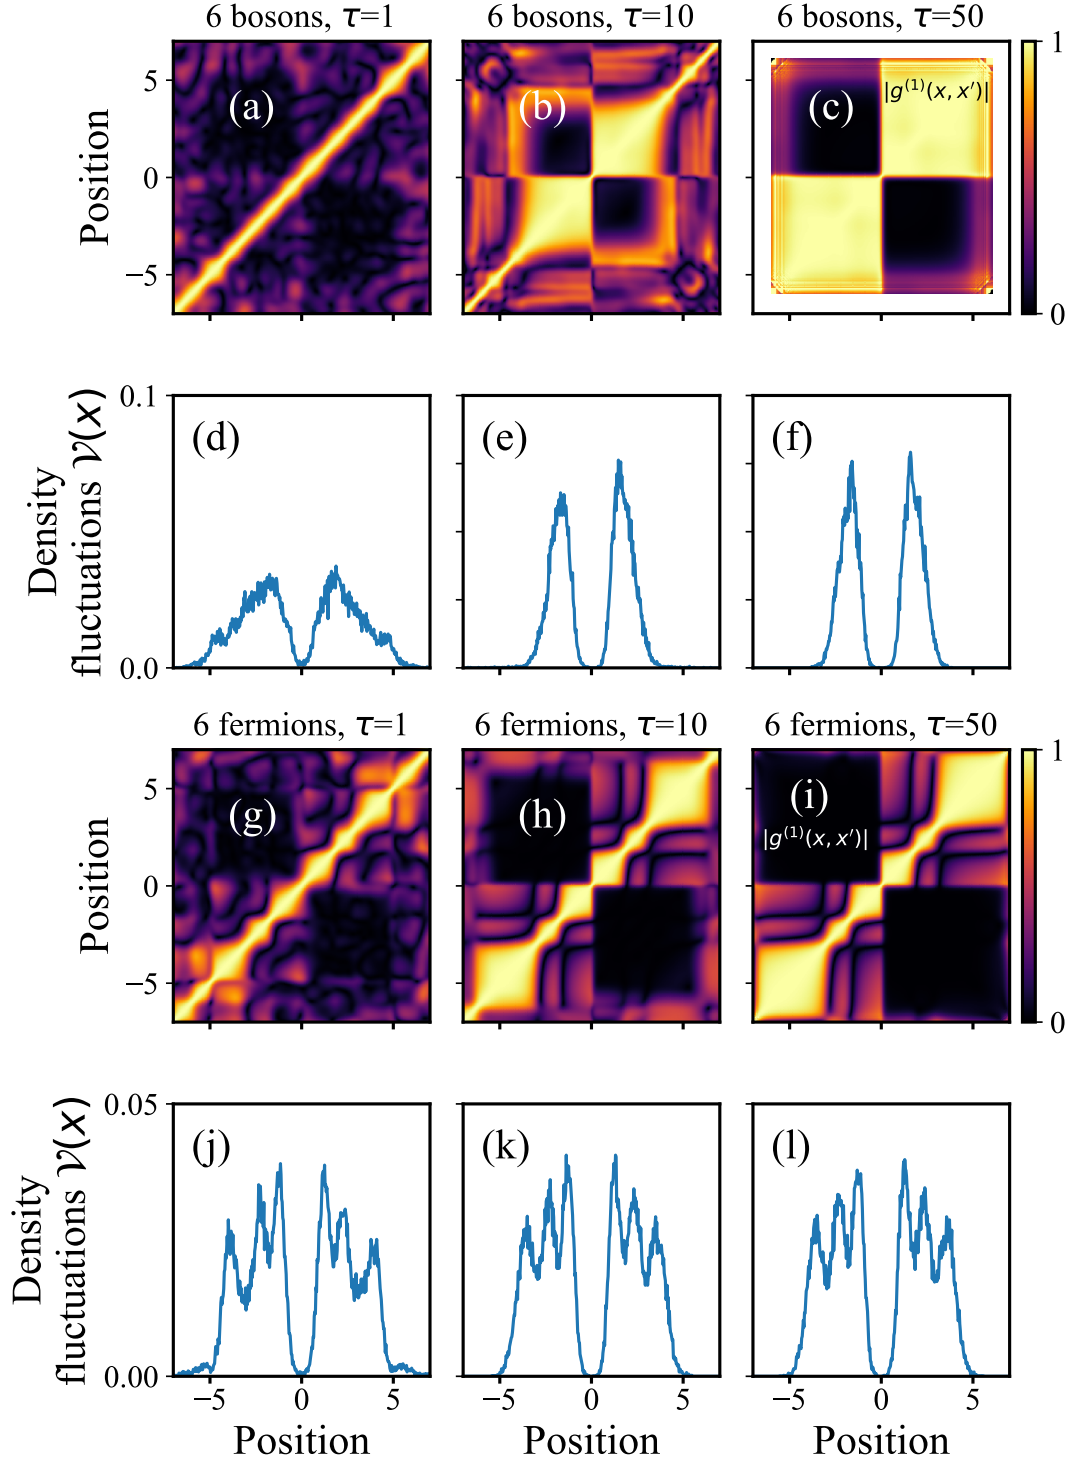 6 bosons, τ=1
6 bosons, τ=10
6 bosons, τ=50
Position
5
0
−5
(a)
(b)
(c)
|g⁽¹⁾(x, x′)|
1
0
Density
fluctuations 𝒱(x)
0.1
0.0
(d)
(e)
(f)
6 fermions, τ=1
6 fermions, τ=10
6 fermions, τ=50
Position
5
0
−5
(g)
(h)
(i)
|g⁽¹⁾(x, x′)|
1
0
Density
fluctuations 𝒱(x)
0.05
0.00
(j)
(k)
(l)
−5 0 5
−5 0 5
−5 0 5
Position
Position
Position